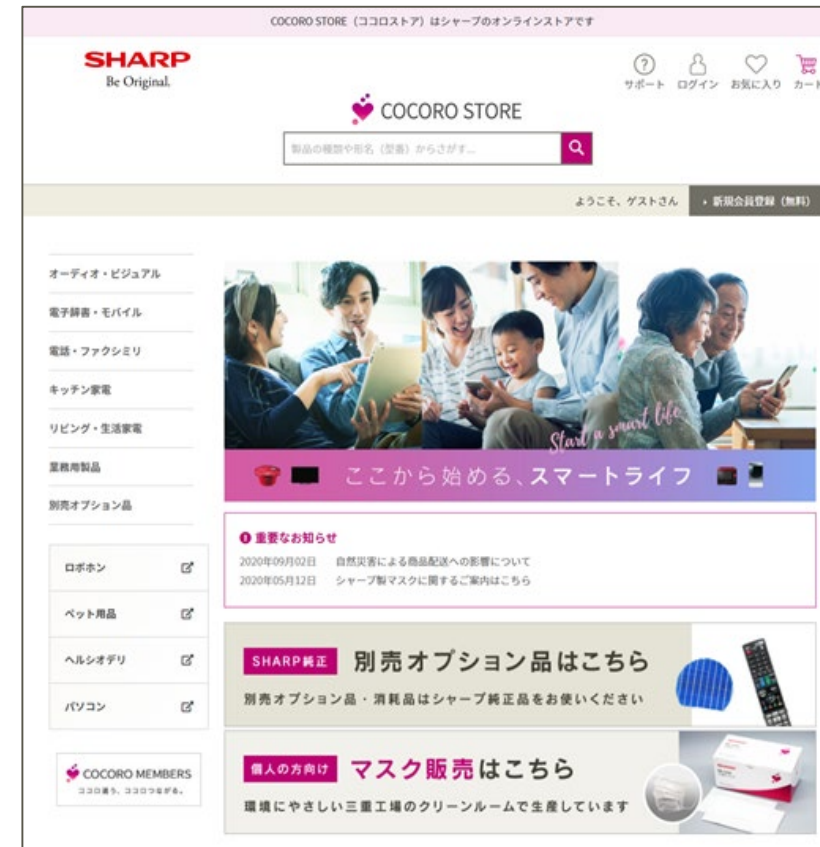 COCORO STORE（ココロストア）はシャープのオンラインストアです
SHARP
Be Original.
サポート ログイン お気に入り カート
COCORO STORE
製品の種類や形名（型番）からさがす...
ようこそ、ゲストさん
新規会員登録（無料）
オーディオ・ビジュアル
電子辞書・モバイル
電話・ファクシミリ
キッチン家電
リビング・生活家電
業務用製品
別売オプション品
ロボホン
ペット用品
ヘルシオデリ
パソコン
COCORO MEMBERS
ココロ通う、ココロつながる。
Start a smart life
ここから始める、スマートライフ
重要なお知らせ
2020年09月02日 自然災害による商品配送への影響について
2020年05月12日 シャープ製マスクに関するご案内はこちら
SHARP純正 別売オプション品はこちら
別売オプション品・消耗品はシャープ純正品をお使いください
個人の方向け マスク販売はこちら
環境にやさしい三重工場のクリーンルームで生産しています